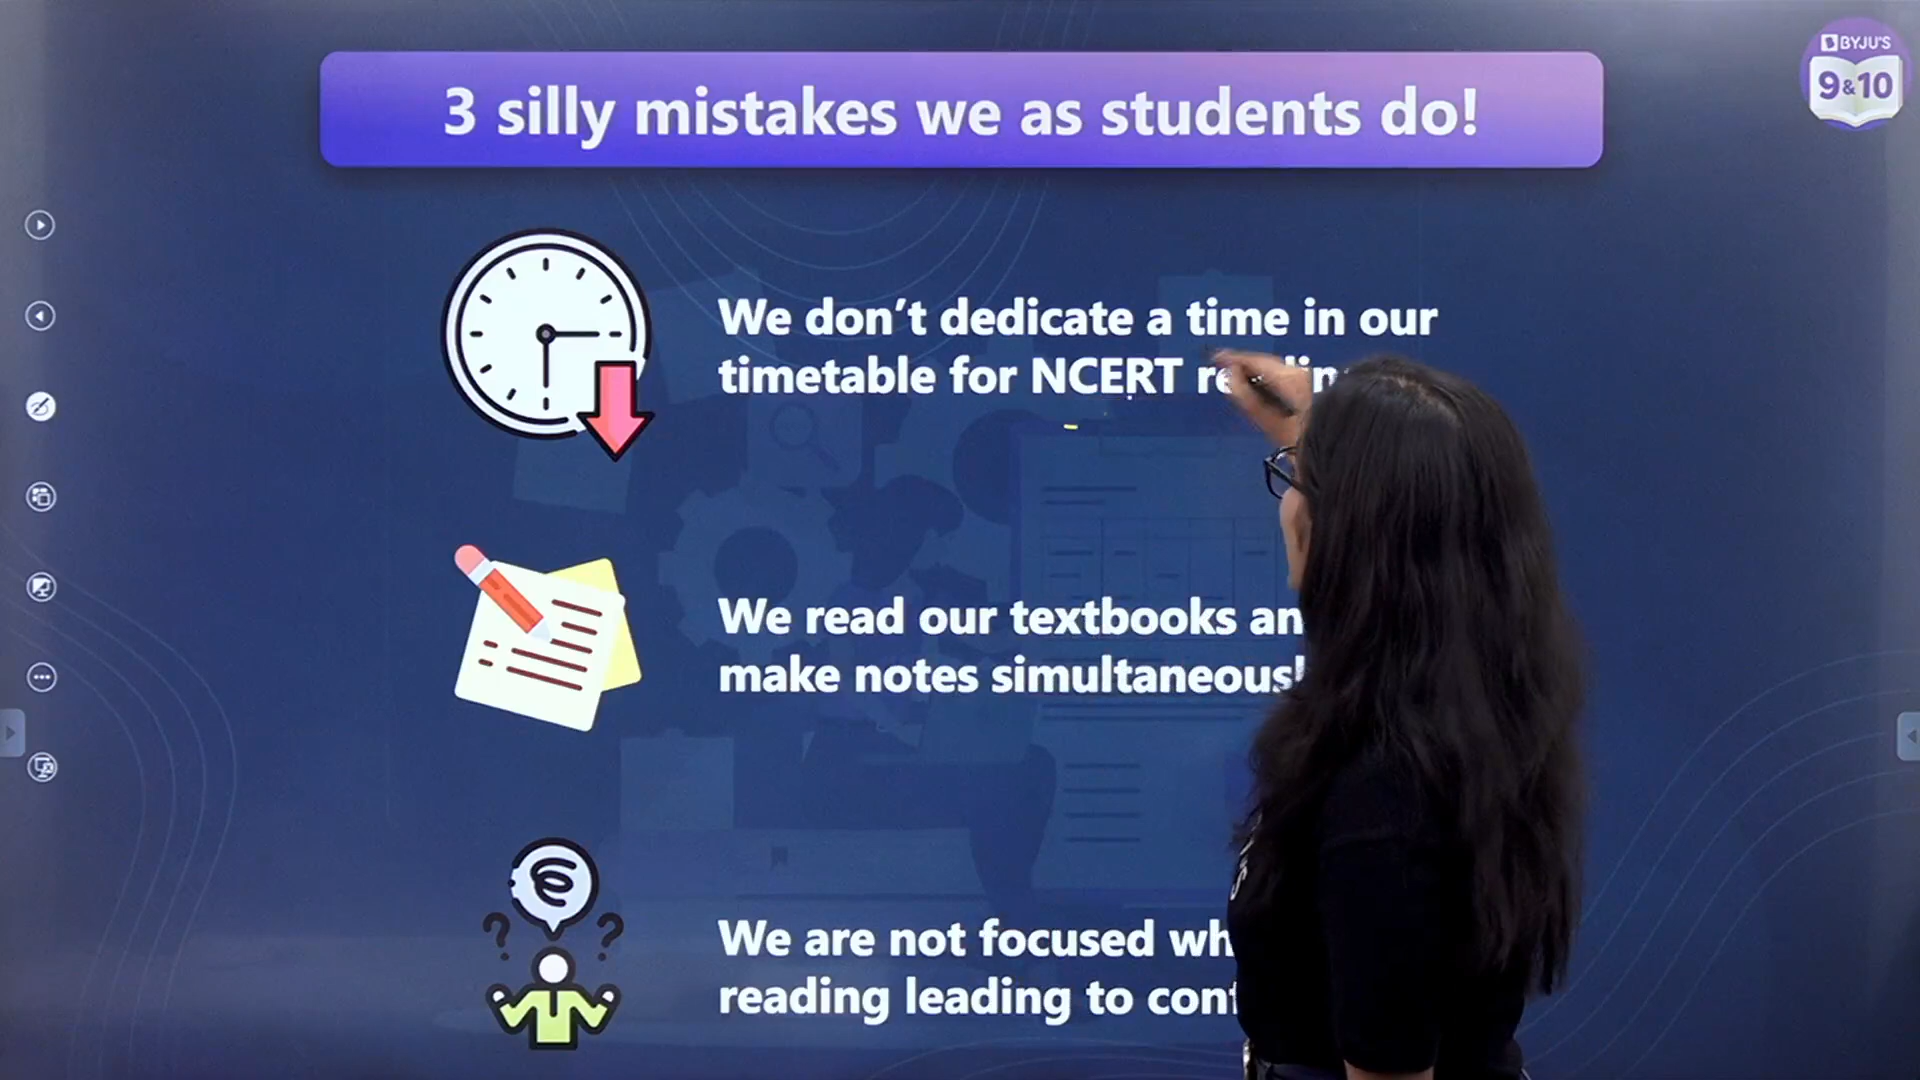 BYJU'S
9&10
3 silly mistakes we as students do!
We don't dedicate a time in our
timetable for NCERT
We read our textbooks
make notes
We are not focused
reading leading to